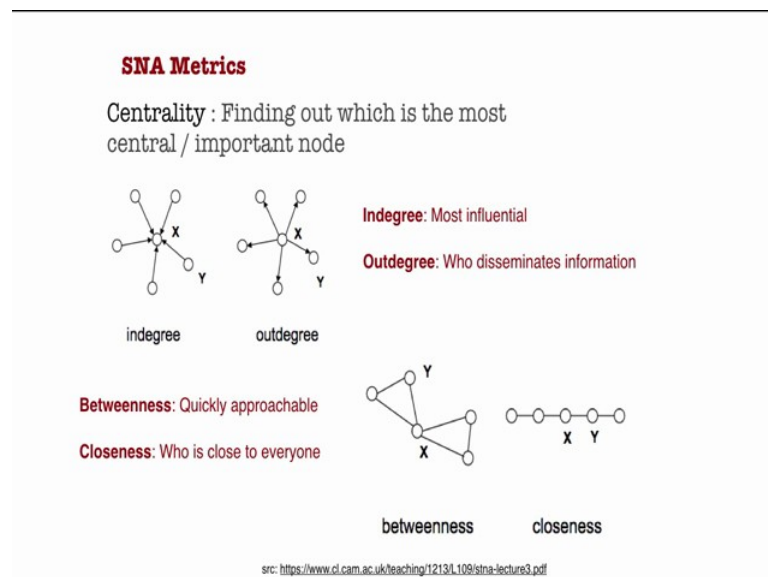 SNA Metrics
Centrality : Finding out which is the most
central / important node
X
Y
indegree
X
Y
outdegree
Indegree: Most influential
Outdegree: Who disseminates information
Betweenness: Quickly approachable
Closeness: Who is close to everyone
Y
X
betweenness
X Y
closeness
src: https://www.cl.cam.ac.uk/teaching/1213/L109/stna-lecture3.pdf